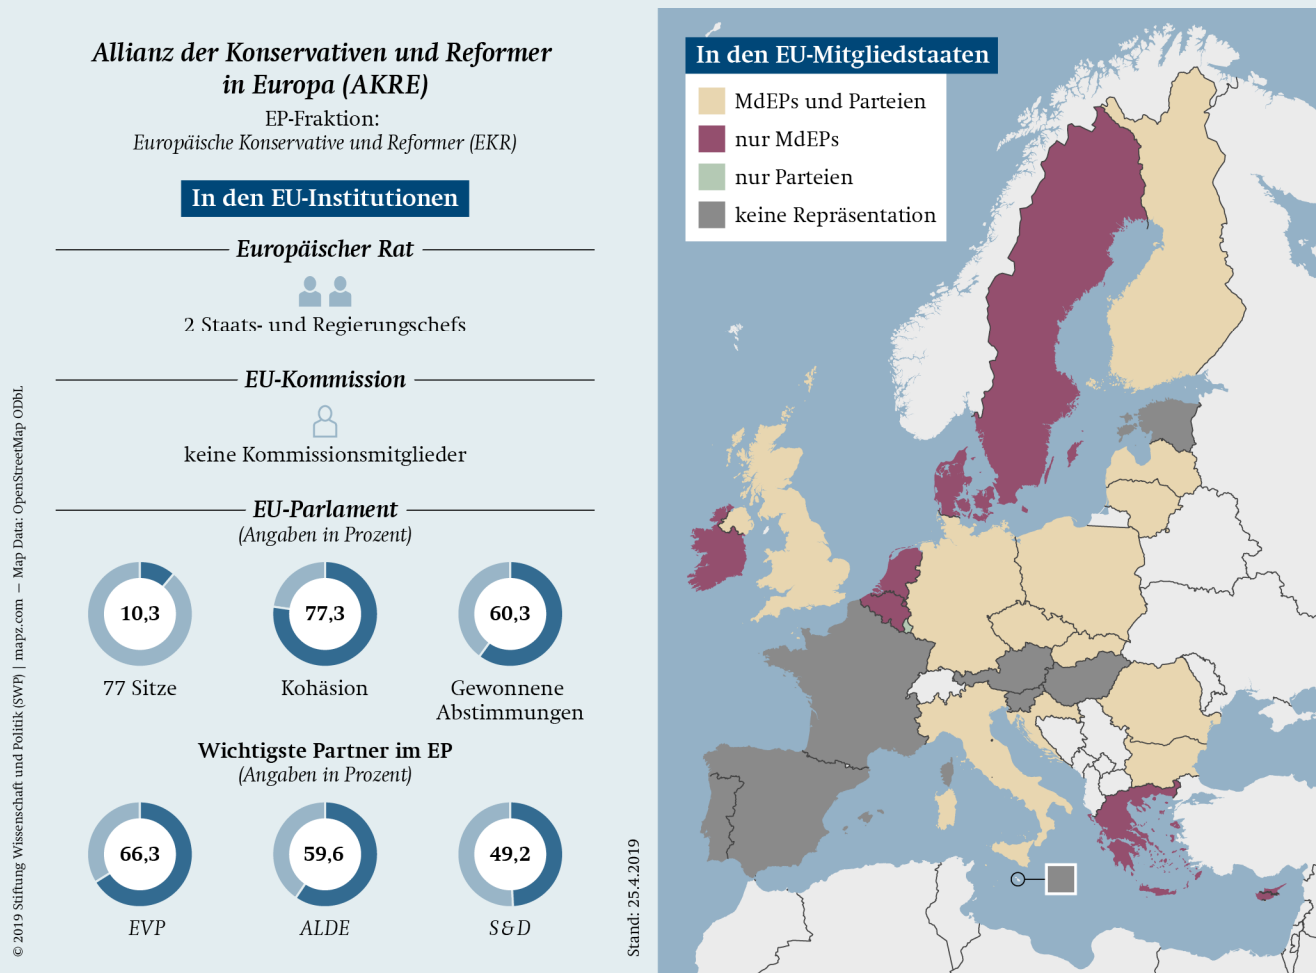 Allianz der Konservativen und Reformer
in Europa (AKRE)
EP-Fraktion:
Europäische Konservative und Reformer (EKR)
In den EU-Institutionen
Europäischer Rat
2 Staats- und Regierungschefs
EU-Kommission
keine Kommissionsmitglieder
EU-Parlament
(Angaben in Prozent)
10,3
77,3
60,3
77 Sitze
Kohäsion
Gewonnene
Abstimmungen
Wichtigste Partner im EP
(Angaben in Prozent)
66,3
59,6
49,2
EVP
ALDE
S&D
© 2019 Stiftung Wissenschaft und Politik (SWP) | mapz.com – Map Data: OpenStreetMap ODbL
Stand: 25.4.2019
In den EU-Mitgliedstaaten
MdEPs und Parteien
nur MdEPs
nur Parteien
keine Repräsentation